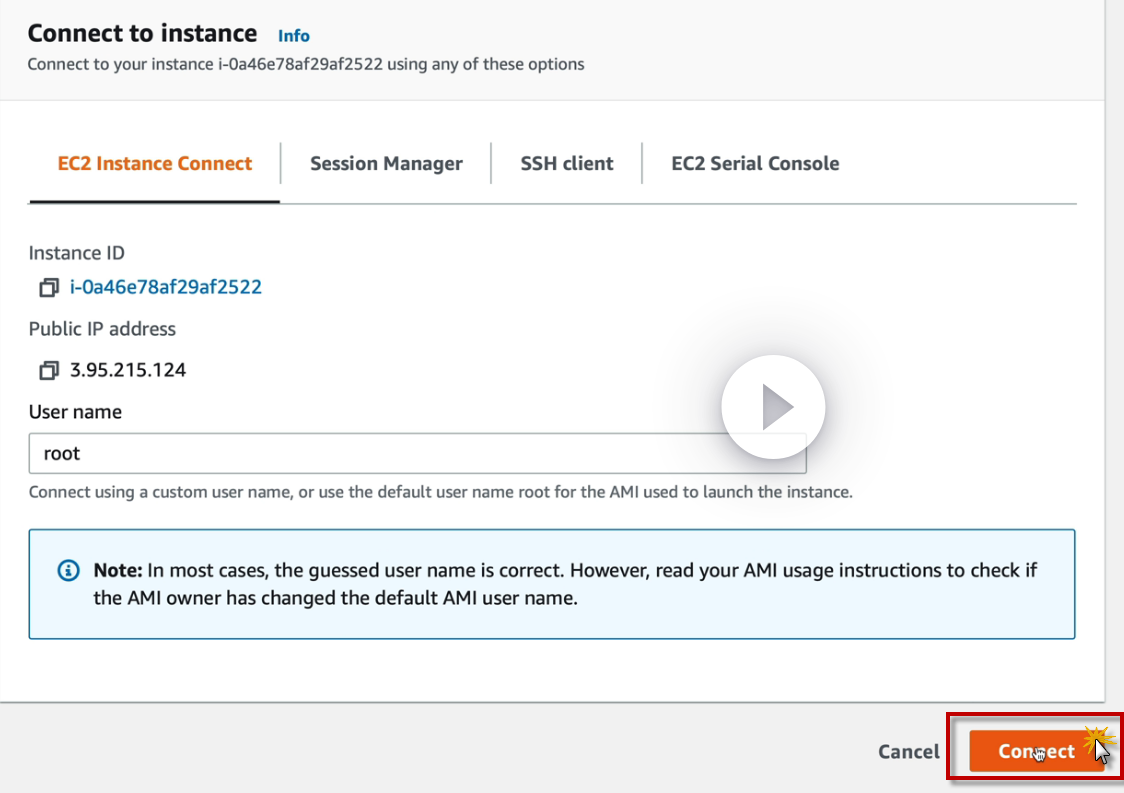 Connect to instance Info
Connect to your instance i-0a46e78af29af2522 using any of these options
EC2 Instance Connect
Session Manager
SSH client
EC2 Serial Console
Instance ID
i-0a46e78af29af2522
Public IP address
3.95.215.124
User name
root
Connect using a custom user name, or use the default user name root for the AMI used to launch the instance.
Note: In most cases, the guessed user name is correct. However, read your AMI usage instructions to check if
the AMI owner has changed the default AMI user name.
Cancel
Connect